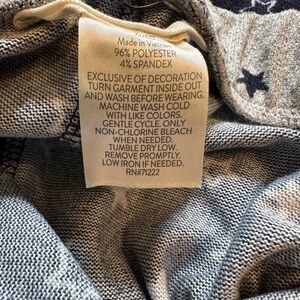 Made in Vietnam
96% POLYESTER
4% SPANDEX
EXCLUSIVE OF DECORATION
TURN GARMENT INSIDE OUT
AND WASH BEFORE WEARING.
MACHINE WASH COLD
WITH LIKE COLORS.
GENTLE CYCLE. ONLY
NON-CHLORINE BLEACH
WHEN NEEDED.
TUMBLE DRY LOW.
REMOVE PROMPTLY.
LOW IRON IF NEEDED.
RN#71222